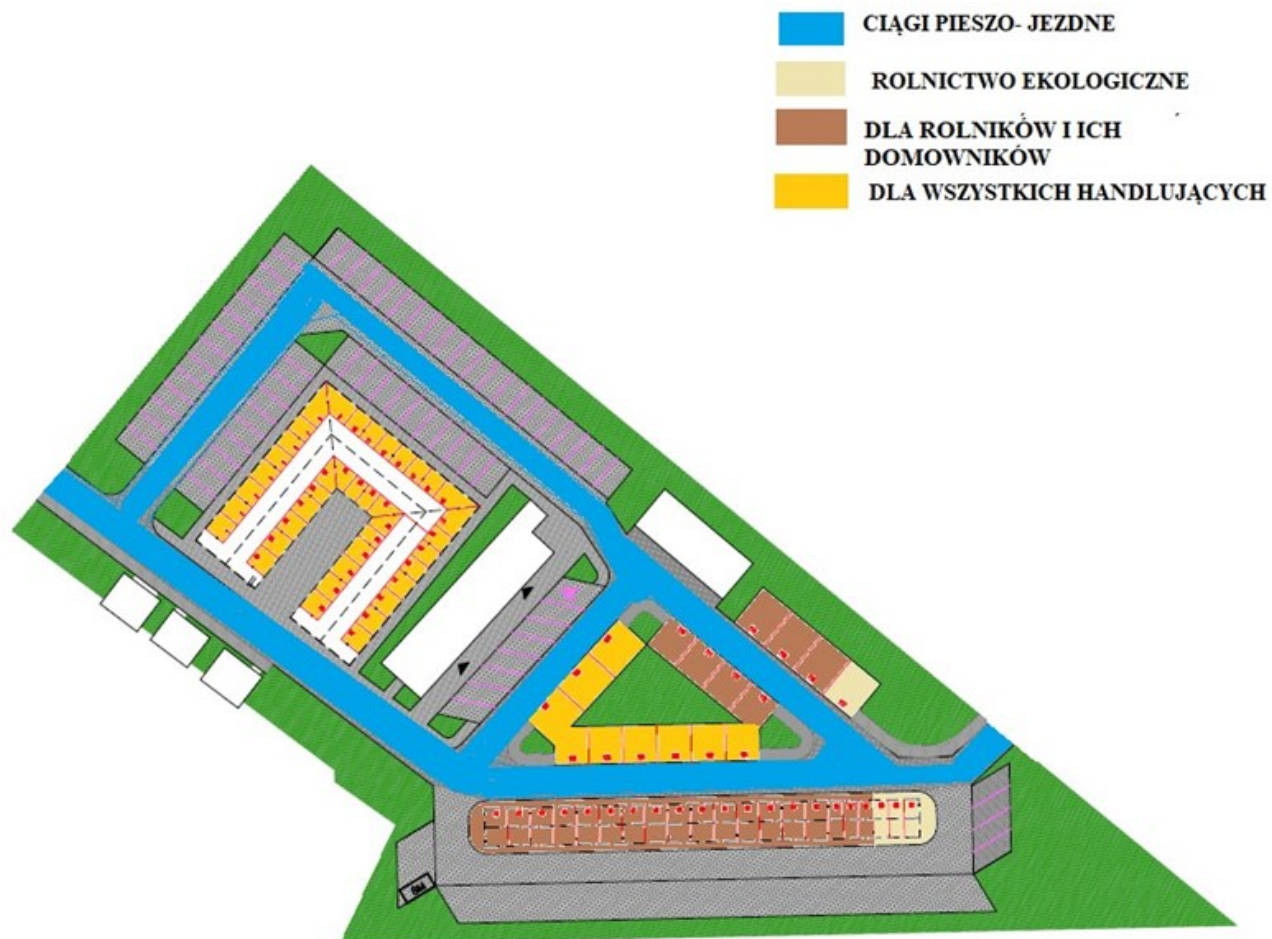 CIĄGI PIESZO- JEZDNE
ROLNICTWO EKOLOGICZNE
DLA ROLNIKÓW I ICH
DOMOWNIKÓW
DLA WSZYSTKICH HANDLUJĄCYCH